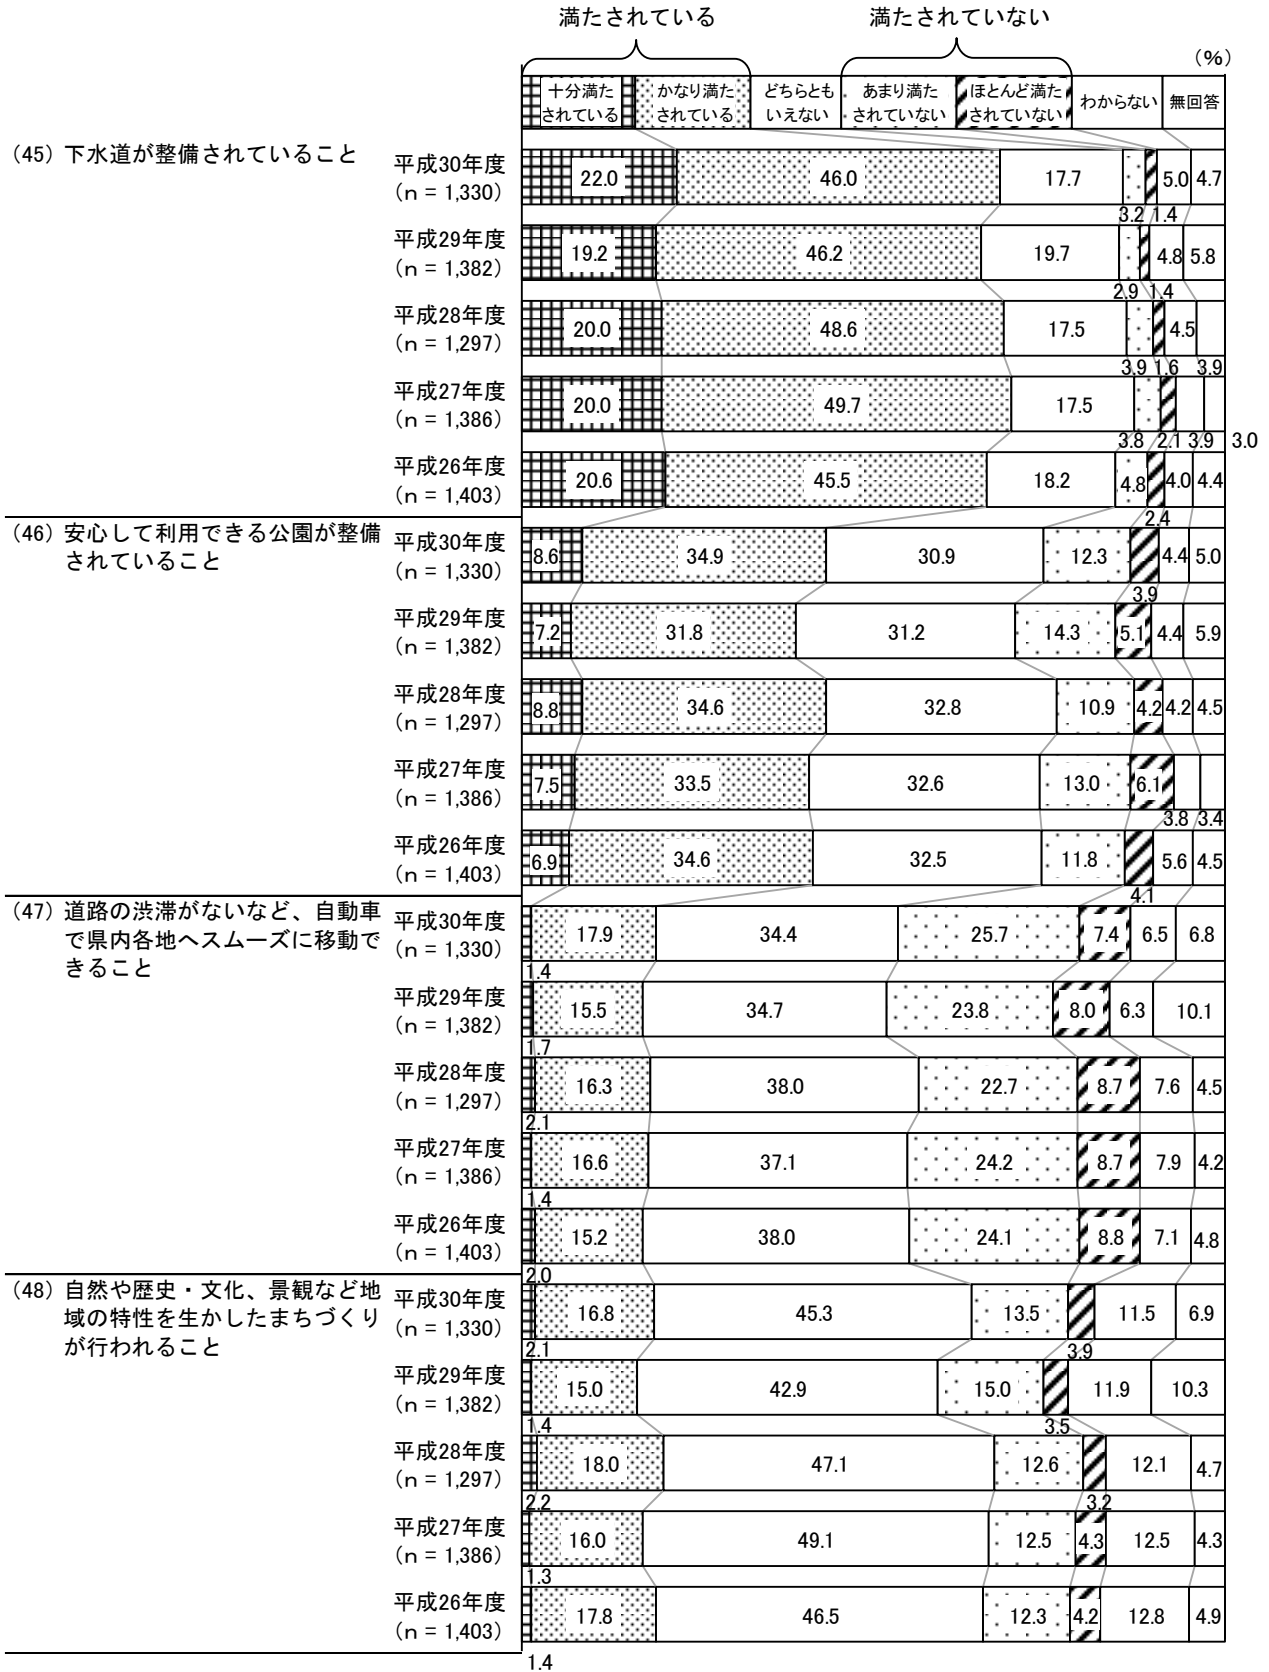 満たされている 満たされていない
(%)
十分満た かなり満た どちらとも あまり満た ほとんど満た わからない 無回答
されている されている いえない されていない されていない
(45) 下水道が整備されていること
平成30年度
(n = 1,330)
22.0 46.0 17.7 5.0 4.7
3.2 1.4
平成29年度
(n = 1,382)
19.2 46.2 19.7 4.8 5.8
2.9 1.4
平成28年度
(n = 1,297)
20.0 48.6 17.5 4.5
3.9 1.6 3.9
平成27年度
(n = 1,386)
20.0 49.7 17.5
3.8 2.1 3.9 3.0
平成26年度
(n = 1,403)
20.6 45.5 18.2 4.8 4.0 4.4
2.4
(46) 安心して利用できる公園が整備
されていること
平成30年度
(n = 1,330)
8.6 34.9 30.9 12.3 4.4 5.0
3.9
平成29年度
(n = 1,382)
7.2 31.8 31.2 14.3 5.1 4.4 5.9
平成28年度
(n = 1,297)
8.8 34.6 32.8 10.9 4.2 4.2 4.5
平成27年度
(n = 1,386)
7.5 33.5 32.6 13.0 6.1
3.8 3.4
平成26年度
(n = 1,403)
6.9 34.6 32.5 11.8 5.6 4.5
4.1
(47) 道路の渋滞がないなど、自動車
で県内各地へスムーズに移動で
きること
平成30年度
(n = 1,330)
17.9 34.4 25.7 7.4 6.5 6.8
1.4
平成29年度
(n = 1,382)
15.5 34.7 23.8 8.0 6.3 10.1
1.7
平成28年度
(n = 1,297)
16.3 38.0 22.7 8.7 7.6 4.5
2.1
平成27年度
(n = 1,386)
16.6 37.1 24.2 8.7 7.9 4.2
1.4
平成26年度
(n = 1,403)
15.2 38.0 24.1 8.8 7.1 4.8
2.0
(48) 自然や歴史・文化、景観など地
域の特性を生かしたまちづくり
が行われること
平成30年度
(n = 1,330)
16.8 45.3 13.5 11.5 6.9
2.1 3.9
平成29年度
(n = 1,382)
15.0 42.9 15.0 11.9 10.3
1.4 3.5
平成28年度
(n = 1,297)
18.0 47.1 12.6 12.1 4.7
2.2 3.2
平成27年度
(n = 1,386)
16.0 49.1 12.5 4.3 12.5 4.3
1.3
平成26年度
(n = 1,403)
17.8 46.5 12.3 4.2 12.8 4.9
1.4